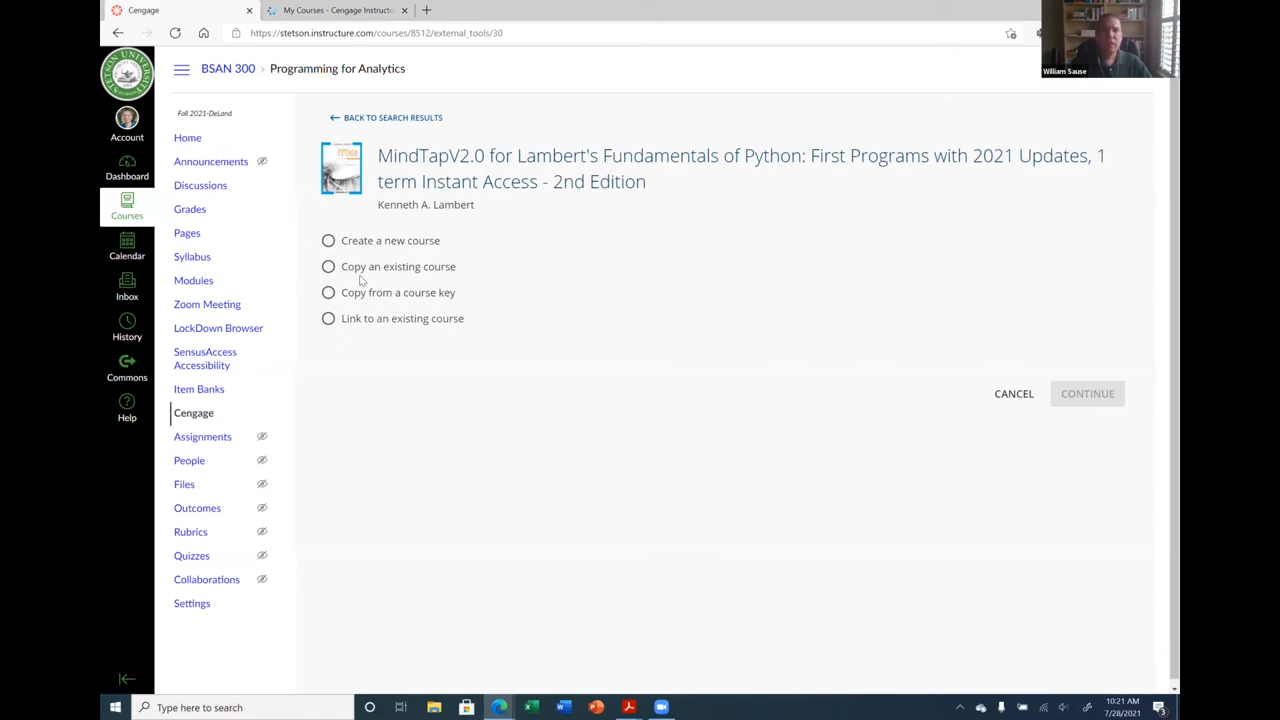 Cengage
My Courses - Cengage Instructo
https://stetson.instructure.com/courses/8512/external_tools/30
William Sause
BSAN 300 › Programming for Analytics
Fall 2021-DeLand
Account
Dashboard
Courses
Calendar
Inbox
History
Commons
Help
Home
Announcements
Discussions
Grades
Pages
Syllabus
Modules
Zoom Meeting
LockDown Browser
SensusAccess
Accessibility
Item Banks
Cengage
Assignments
People
Files
Outcomes
Rubrics
Quizzes
Collaborations
Settings
BACK TO SEARCH RESULTS
MindTapV2.0 for Lambert's Fundamentals of Python: First Programs with 2021 Updates, 1
term Instant Access - 2nd Edition
Kenneth A. Lambert
Create a new course
Copy an existing course
Copy from a course key
Link to an existing course
CANCEL
CONTINUE
Type here to search
10:21 AM
7/28/2021
3